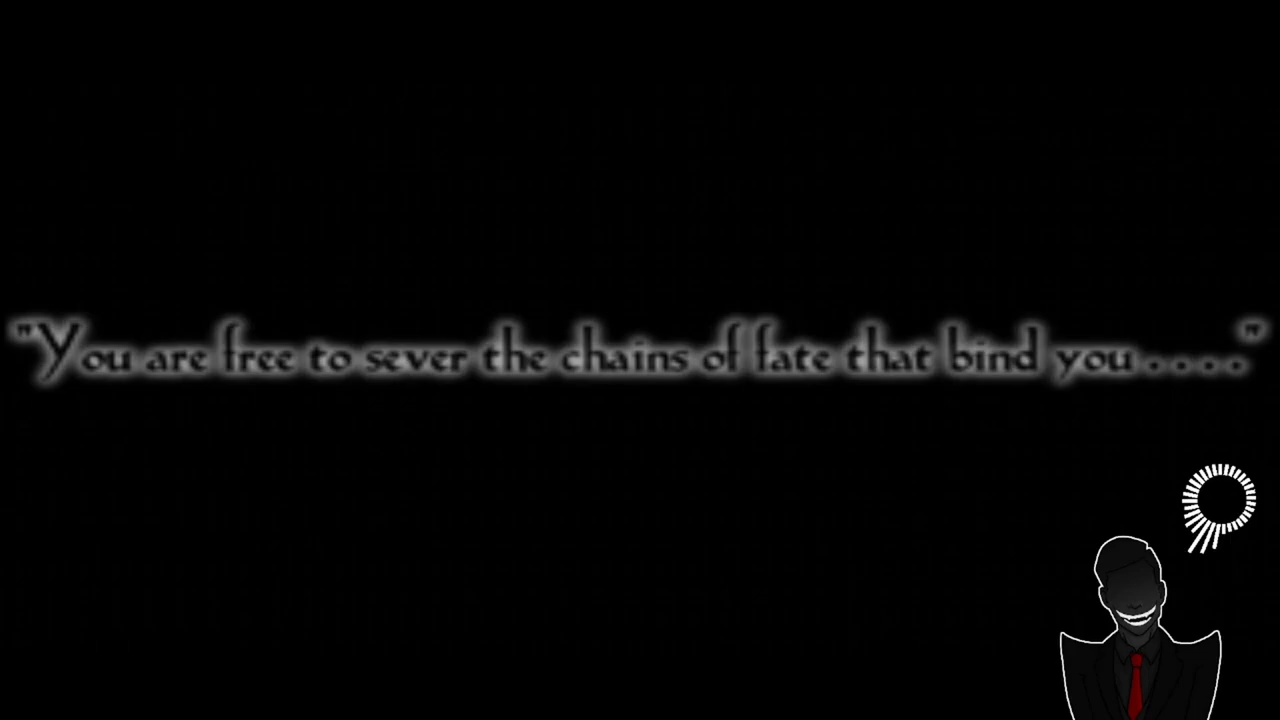 "You are free to sever the chains of fate that bind you . . . ."